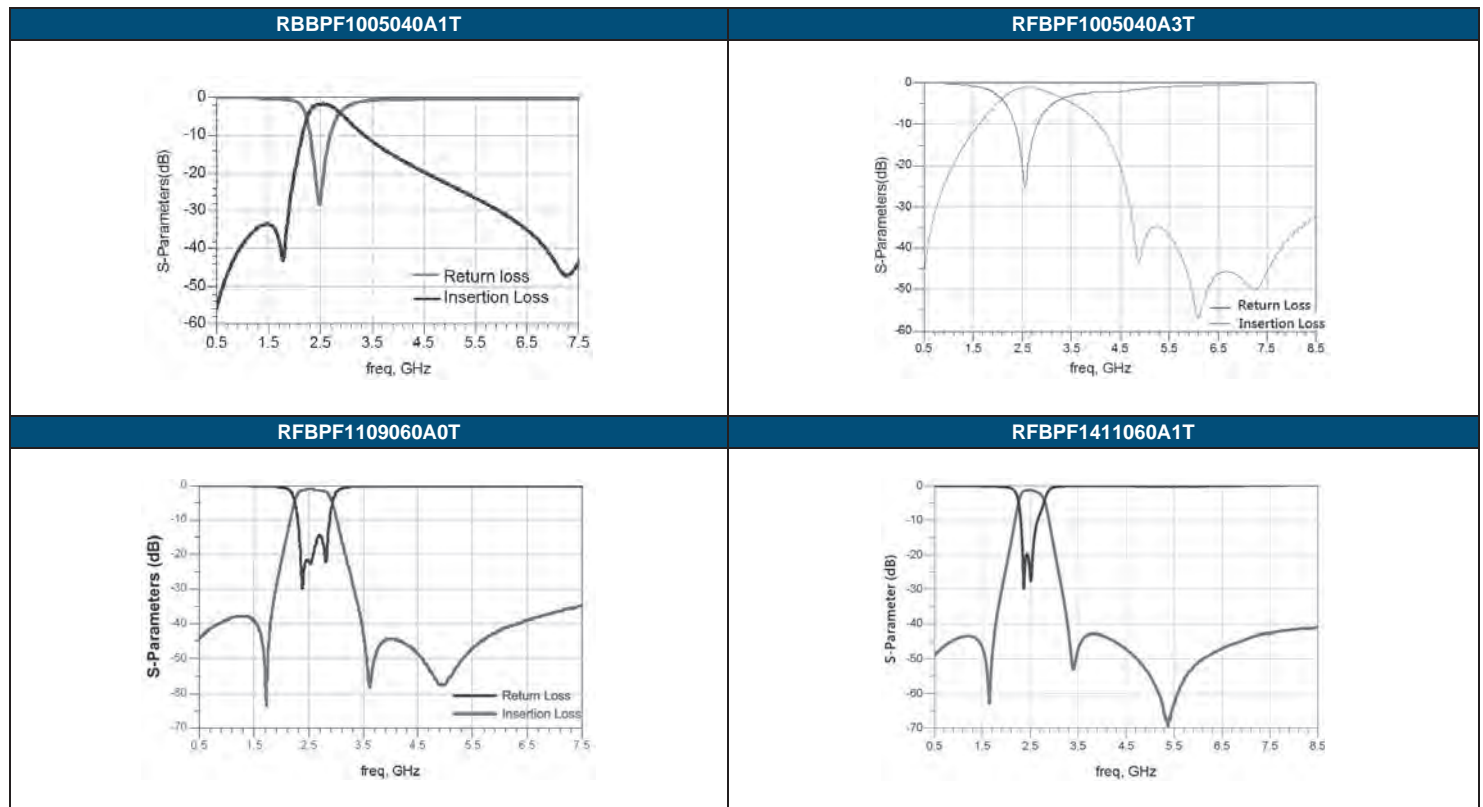 RBBPF1005040A1T
RFBPF1005040A3T
0
-10
-20
-30
-40
-50
-60
S-Parameters(dB)
Return loss
Insertion Loss
0.5 1.5 2.5 3.5 4.5 5.5 6.5 7.5
freq, GHz
0
-10
-20
-30
-40
-50
-60
S-Parameters(dB)
Return Loss
Insertion Loss
0.5 1.5 2.5 3.5 4.5 5.5 6.5 7.5 8.5
freq, GHz
RFBPF1109060A0T
RFBPF1411060A1T
0
-10
-20
-30
-40
-50
-60
-70
S-Parameters (dB)
Return Loss
Insertion Loss
0.5 1.5 2.5 3.5 4.5 5.5 6.5 7.5
freq, GHz
0
-10
-20
-30
-40
-50
-60
-70
S-Parameter (dB)
0.5 1.5 2.5 3.5 4.5 5.5 6.5 7.5 8.5
freq, GHz